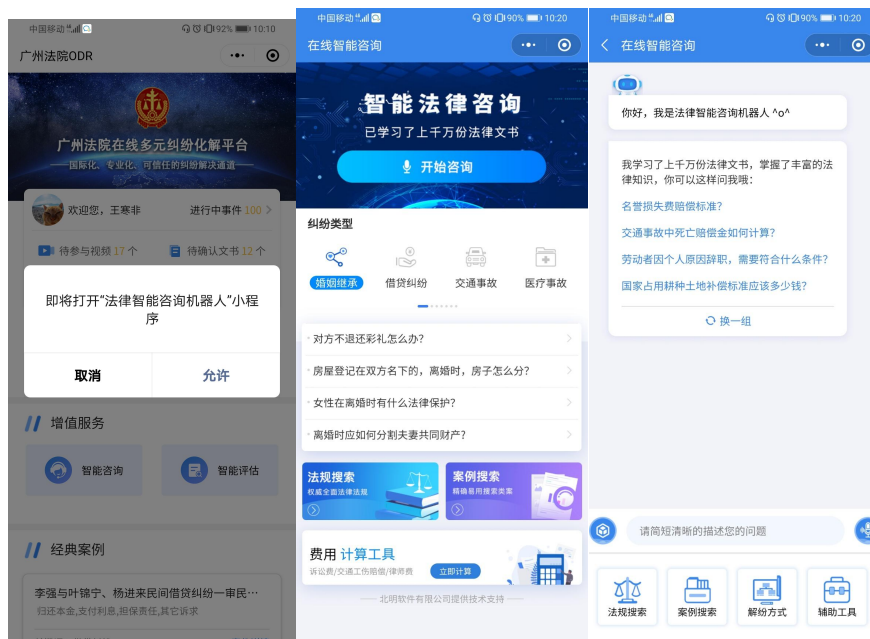 中国移动
92%
10:10
广州法院ODR
广州法院在线多元纠纷化解平台
国际化、专业化、可信任的纠纷解决通道
欢迎您，王寒非
进行中事件 100
待参与视频 17 个
待确认文书 12 个
即将打开“法律智能咨询机器人”小程
序
取消
允许
增值服务
智能咨询
智能评估
经典案例
李强与叶锦宁、杨进来民间借贷纠纷一审民…
归还本金,支付利息,担保责任,其它诉求
中国移动
90%
10:20
在线智能咨询
智能法律咨询
已学习了上千万份法律文书
开始咨询
纠纷类型
婚姻继承
借贷纠纷
交通事故
医疗事故
对方不退还彩礼怎么办？
房屋登记在双方名下的，离婚时，房子怎么分？
女性在离婚时有什么法律保护？
离婚时应如何分割夫妻共同财产？
法规搜索
权威全面法律法规
案例搜索
精确易用搜索类案
费用 计算工具
诉讼费/交通工伤赔偿/律师费
立即计算
北明软件有限公司提供技术支持
中国移动
90%
10:20
在线智能咨询
你好，我是法律智能咨询机器人 ^o^
我学习了上千万份法律文书，掌握了丰富的法
律知识，你可以这样问我哦：
名誉损失费赔偿标准？
交通事故中死亡赔偿金如何计算？
劳动者因个人原因辞职，需要符合什么条件？
国家占用耕种土地补偿标准应该多少钱？
换一组
请简短清晰的描述您的问题
法规搜索
案例搜索
解纷方式
辅助工具